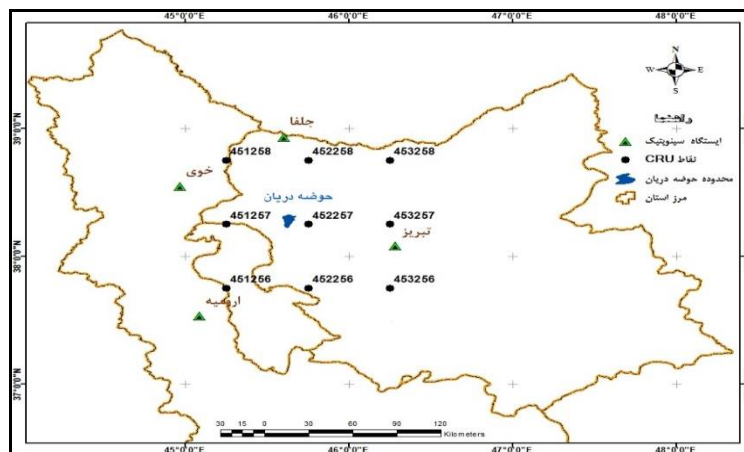 45°0'0"E 46°0'0"E 47°0'0"E 48°0'0"E
N
W E
S
راهنما
ایستگاه سینوپتیک
نقاط CRU
محدوده حوضه دریان
مرز استان
39°0'0"N
38°0'0"N
37°0'0"N
جلفا
451258 452258 453258
خوی
حوضه دریان
451257 452257 453257
تبریز
451256 452256 453256
ارومیه
30 15 0 30 60 90 120
Kilometers
45°0'0"E 46°0'0"E 47°0'0"E 48°0'0"E